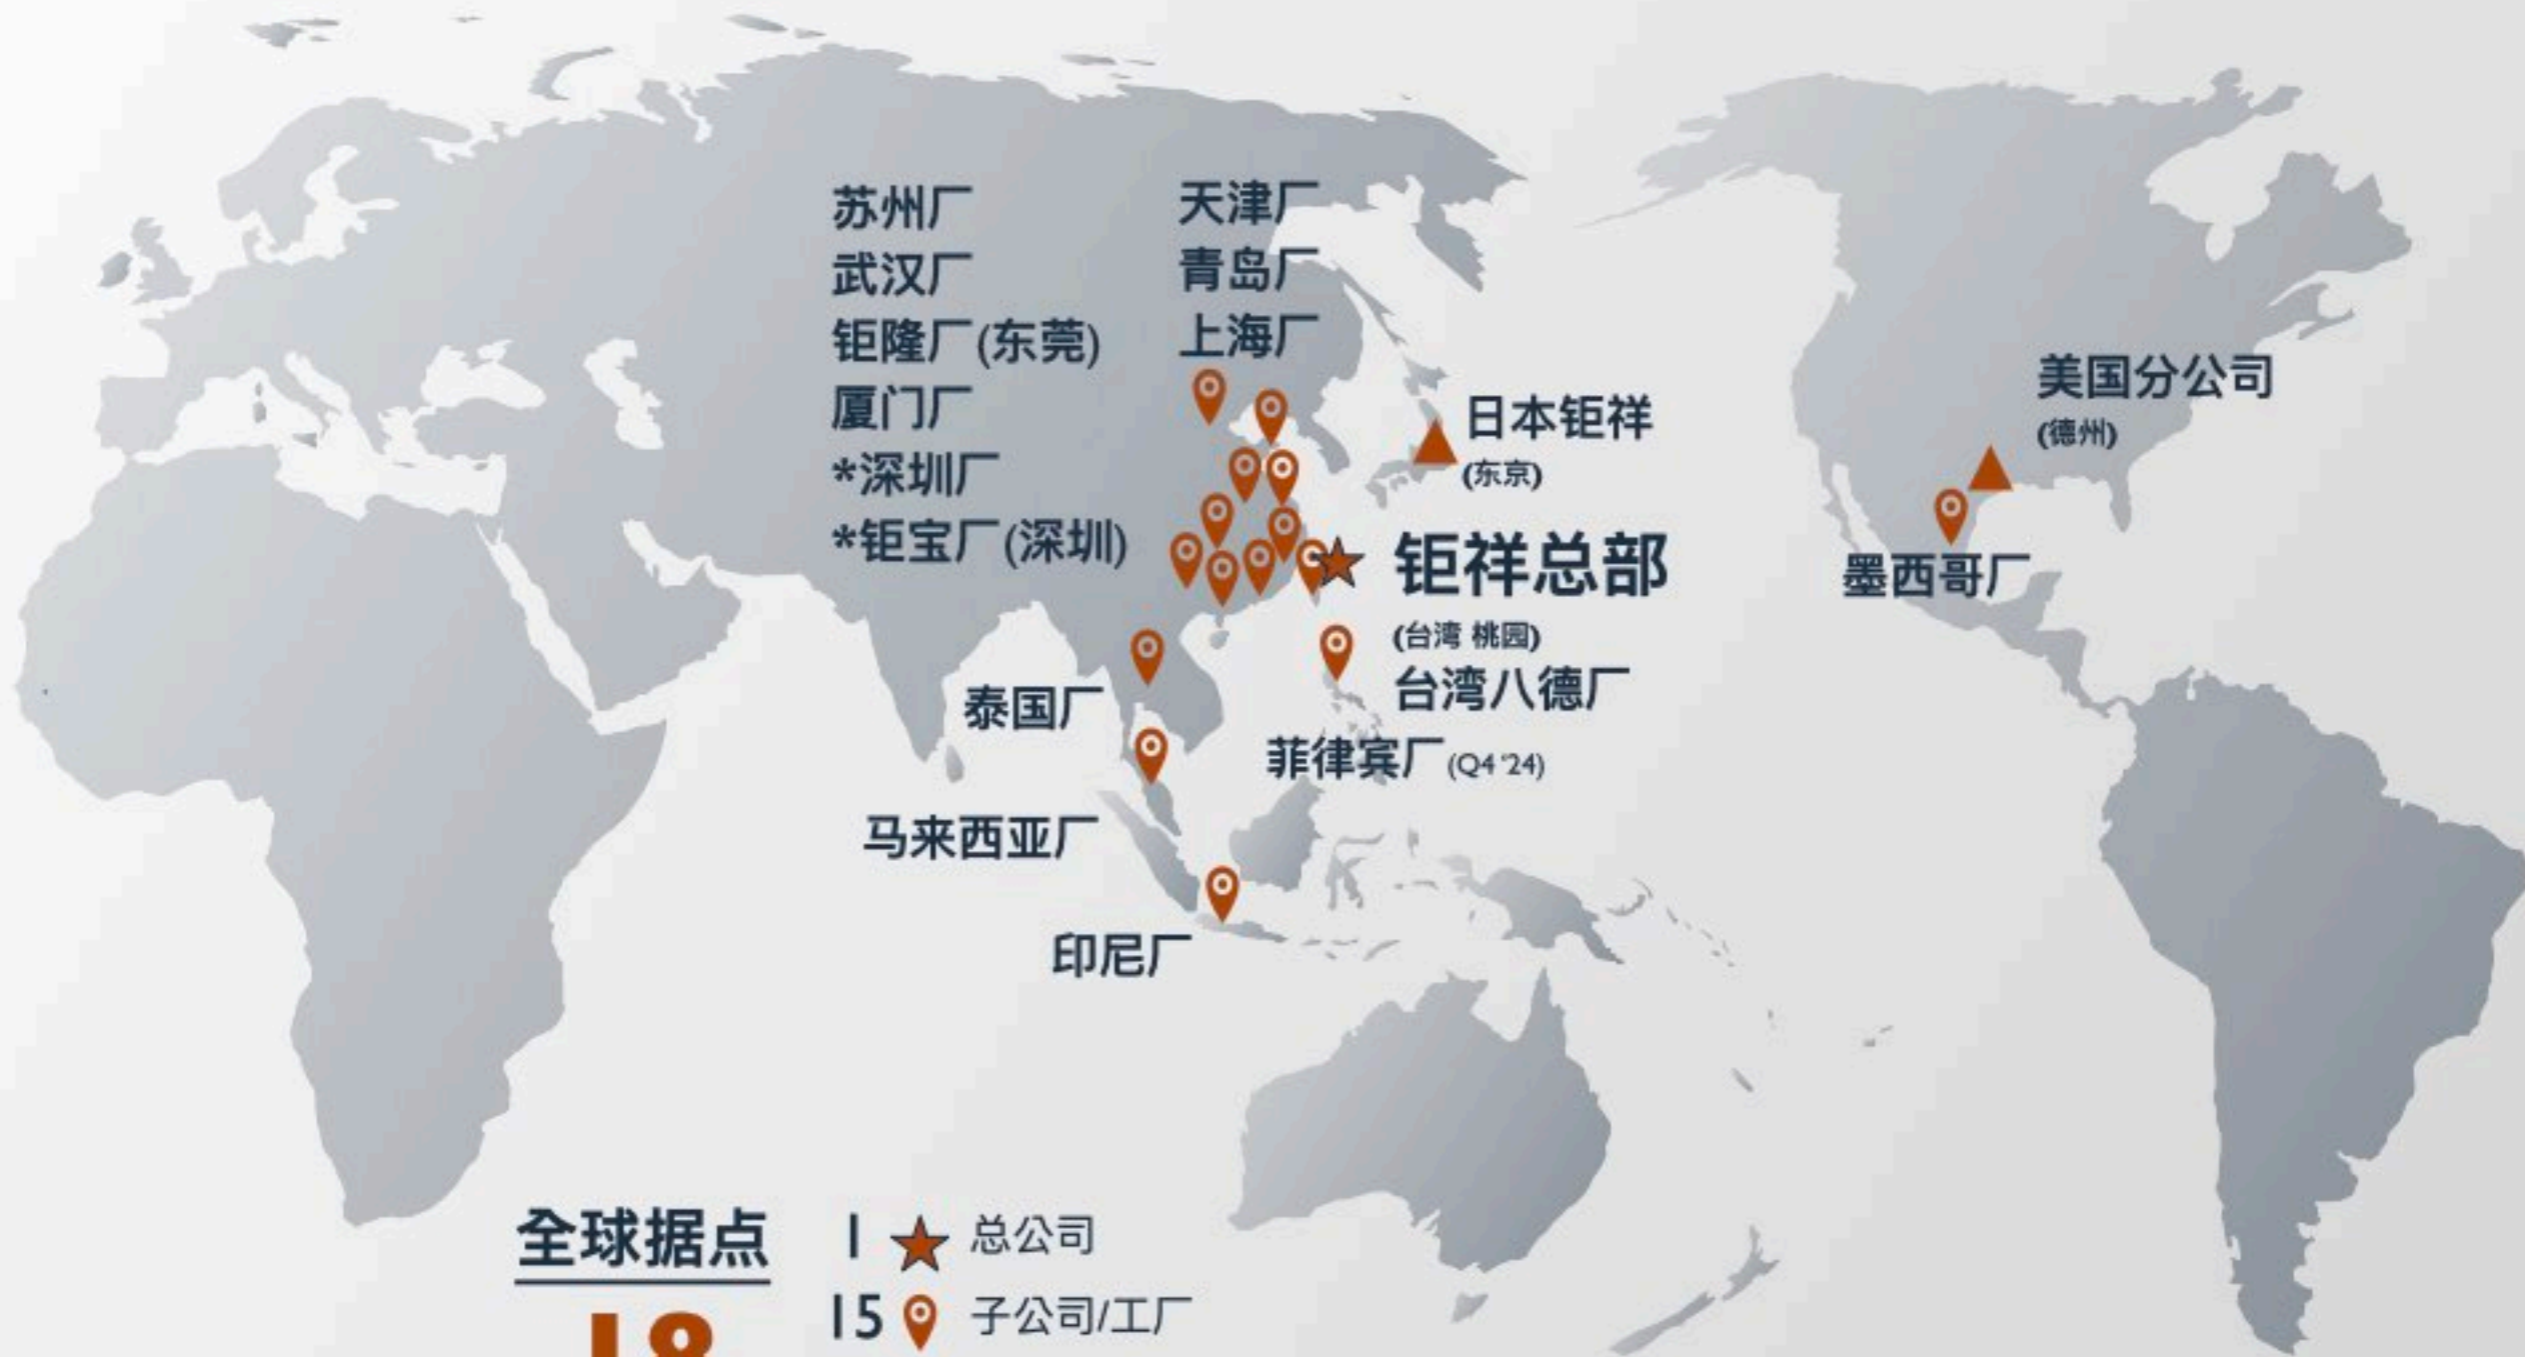 苏州厂
武汉厂
钜隆厂(东莞)
厦门厂
*深圳厂
*钜宝厂(深圳)
天津厂
青岛厂
上海厂
日本钜祥
(东京)
美国分公司
(德州)
墨西哥厂
钜祥总部
(台湾 桃园)
台湾八德厂
菲律宾厂(Q4 '24)
泰国厂
马来西亚厂
印尼厂
全球据点
18
1 总公司
15 子公司/工厂